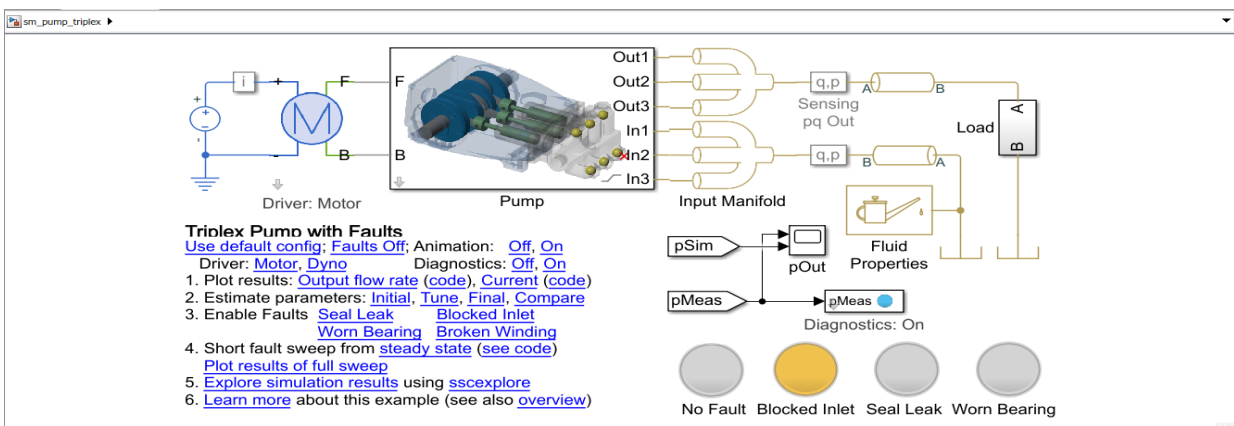 sm_pump_triplex
Out1
Out2
Out3
In1
In2
In3
F
F
B
B
i
+
+
-
-
M
Driver: Motor
Pump
Input Manifold
q,p
A
B
Sensing
pq Out
q,p
B
A
Load
A
B
Fluid
Properties
pSim
pOut
pMeas
pMeas
Diagnostics: On
Triplex Pump with Faults
Use default config; Faults Off; Animation: Off, On
Driver: Motor, Dyno Diagnostics: Off, On
1. Plot results: Output flow rate (code), Current (code)
2. Estimate parameters: Initial, Tune, Final, Compare
3. Enable Faults Seal Leak Blocked Inlet
Worn Bearing Broken Winding
4. Short fault sweep from steady state (see code)
Plot results of full sweep
5. Explore simulation results using sscexplore
6. Learn more about this example (see also overview)
No Fault Blocked Inlet Seal Leak Worn Bearing